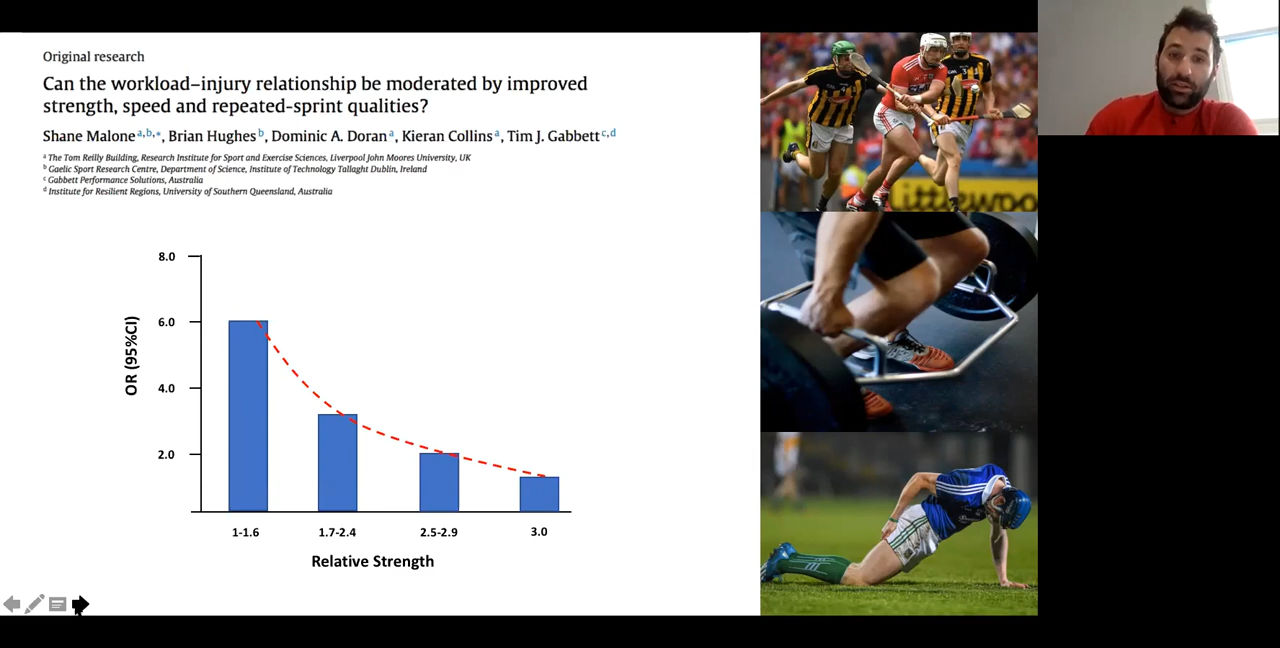 Original research
Can the workload–injury relationship be moderated by improved
strength, speed and repeated-sprint qualities?
Shane Malone a,b,*, Brian Hughes b, Dominic A. Doran a, Kieran Collins a, Tim J. Gabbett c,d
a The Tom Reilly Building, Research Institute for Sport and Exercise Sciences, Liverpool John Moores University, UK
b Gaelic Sport Research Centre, Department of Science, Institute of Technology Tallaght Dublin, Ireland
c Gabbett Performance Solutions, Australia
d Institute for Resilient Regions, University of Southern Queensland, Australia
OR (95%CI)
8.0
6.0
4.0
2.0
1-1.6
1.7-2.4
2.5-2.9
3.0
Relative Strength